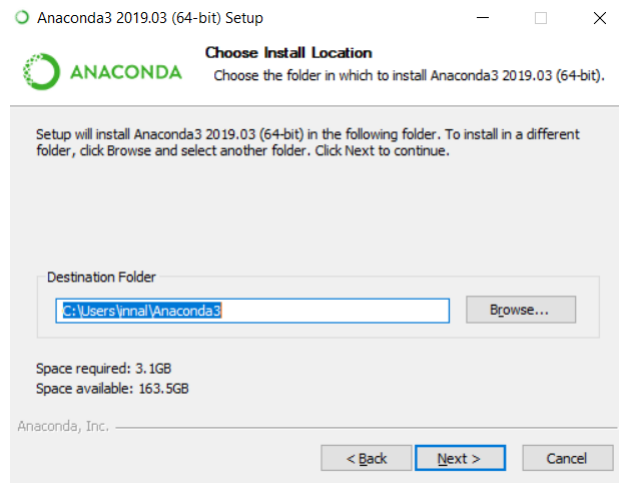 Anaconda3 2019.03 (64-bit) Setup
ANACONDA
Choose Install Location
Choose the folder in which to install Anaconda3 2019.03 (64-bit).
Setup will install Anaconda3 2019.03 (64-bit) in the following folder. To install in a different
folder, click Browse and select another folder. Click Next to continue.
Destination Folder
C:\Users\innal\Anaconda3
Browse...
Space required: 3.1GB
Space available: 163.5GB
Anaconda, Inc.
< Back
Next >
Cancel